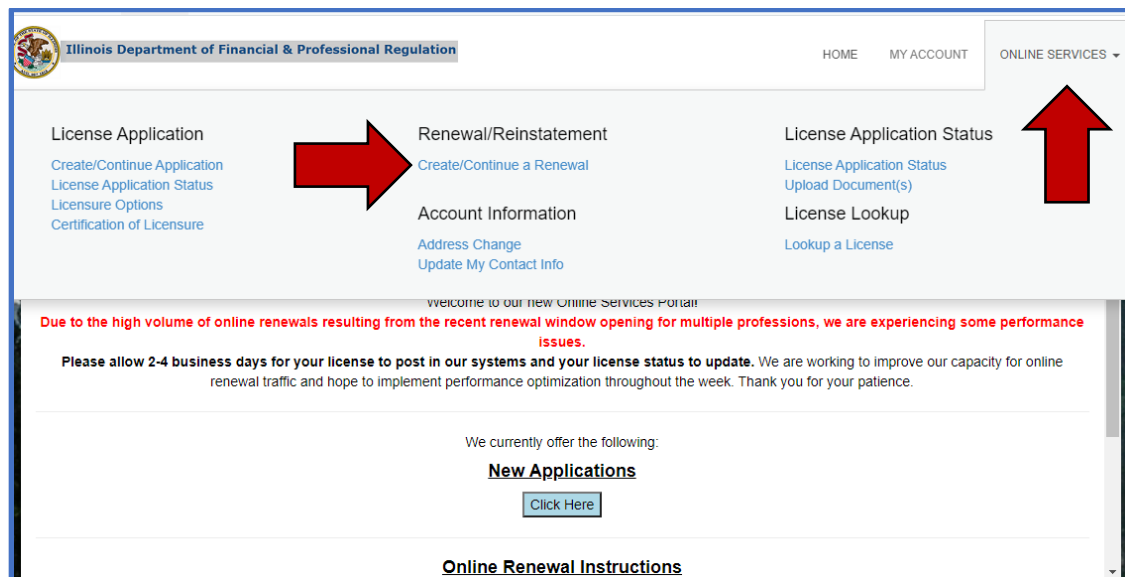 Illinois Department of Financial & Professional Regulation
HOME MY ACCOUNT ONLINE SERVICES
License Application
Create/Continue Application
License Application Status
Licensure Options
Certification of Licensure
Renewal/Reinstatement
Create/Continue a Renewal
Account Information
Address Change
Update My Contact Info
License Application Status
License Application Status
Upload Document(s)
License Lookup
Lookup a License
Welcome to our new Online Services Portal!
Due to the high volume of online renewals resulting from the recent renewal window opening for multiple professions, we are experiencing some performance
issues.
Please allow 2-4 business days for your license to post in our systems and your license status to update. We are working to improve our capacity for online
renewal traffic and hope to implement performance optimization throughout the week. Thank you for your patience.
We currently offer the following:
New Applications
Click Here
Online Renewal Instructions